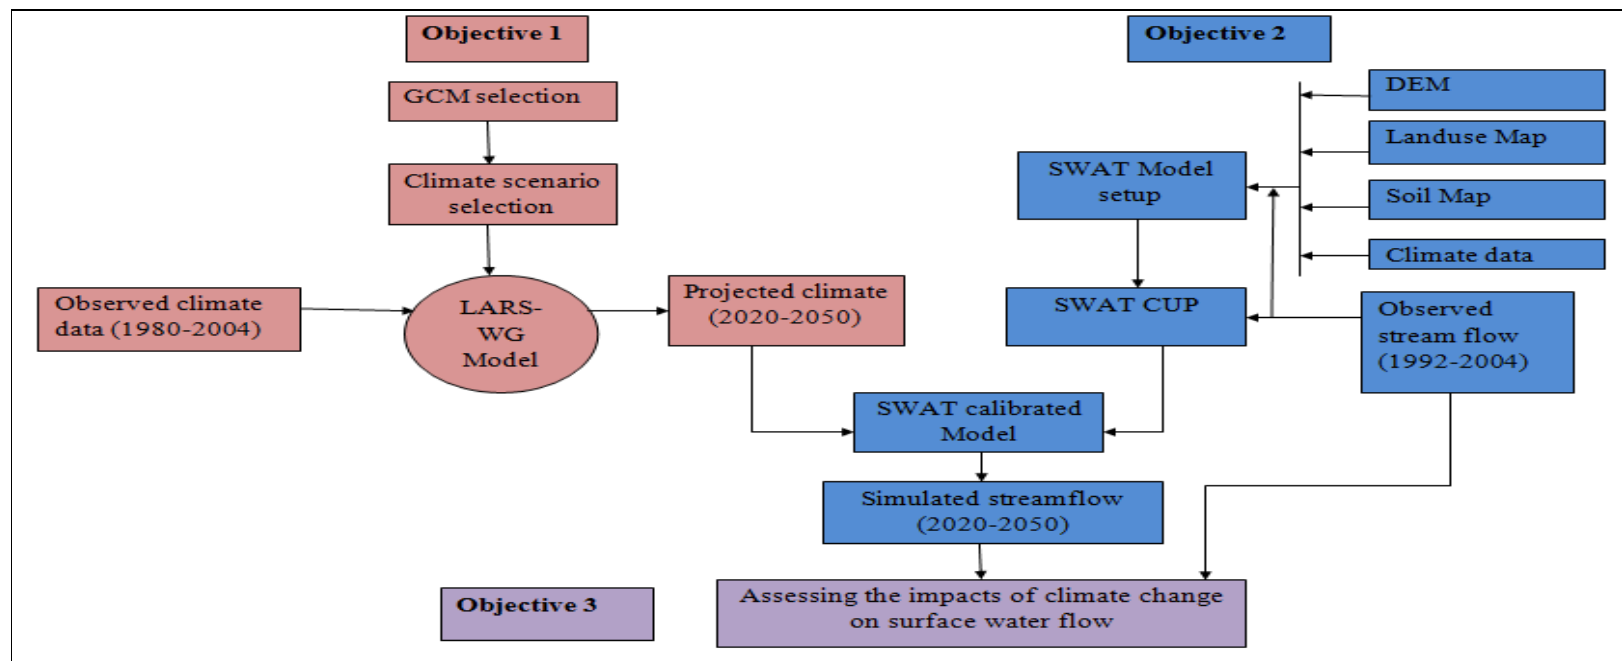 Objective 1
Objective 2
GCM selection
DEM
Landuse Map
SWAT Model
setup
Climate scenario
selection
Soil Map
Climate data
Observed climate
data (1980-2004)
LARS-
WG
Model
Projected climate
(2020-2050)
SWAT CUP
Observed
stream flow
(1992-2004)
SWAT calibrated
Model
Simulated streamflow
(2020-2050)
Objective 3
Assessing the impacts of climate change
on surface water flow